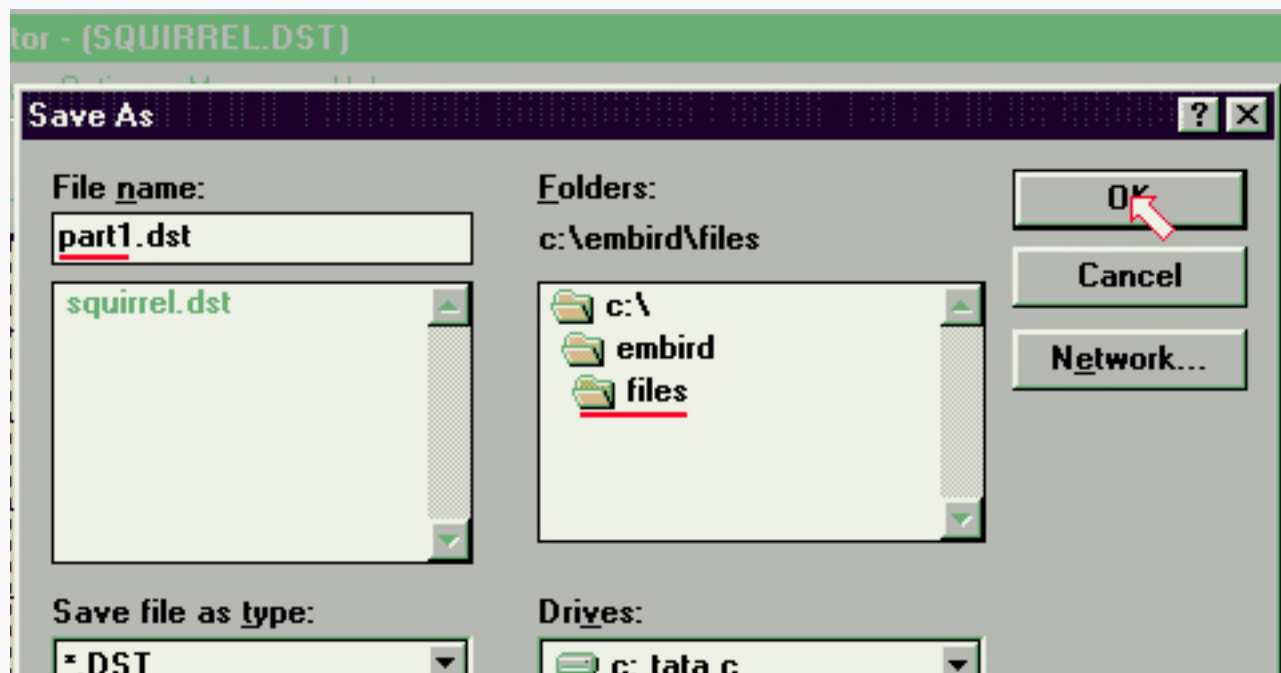 tor - (SQUIRREL.DST)
Save As
File name:
part1.dst
squirrel.dst
Save file as type:
*.DST
Folders:
c:\embird\files
c:\
embird
files
Drives:
c: tata_c
OK
Cancel
Network...